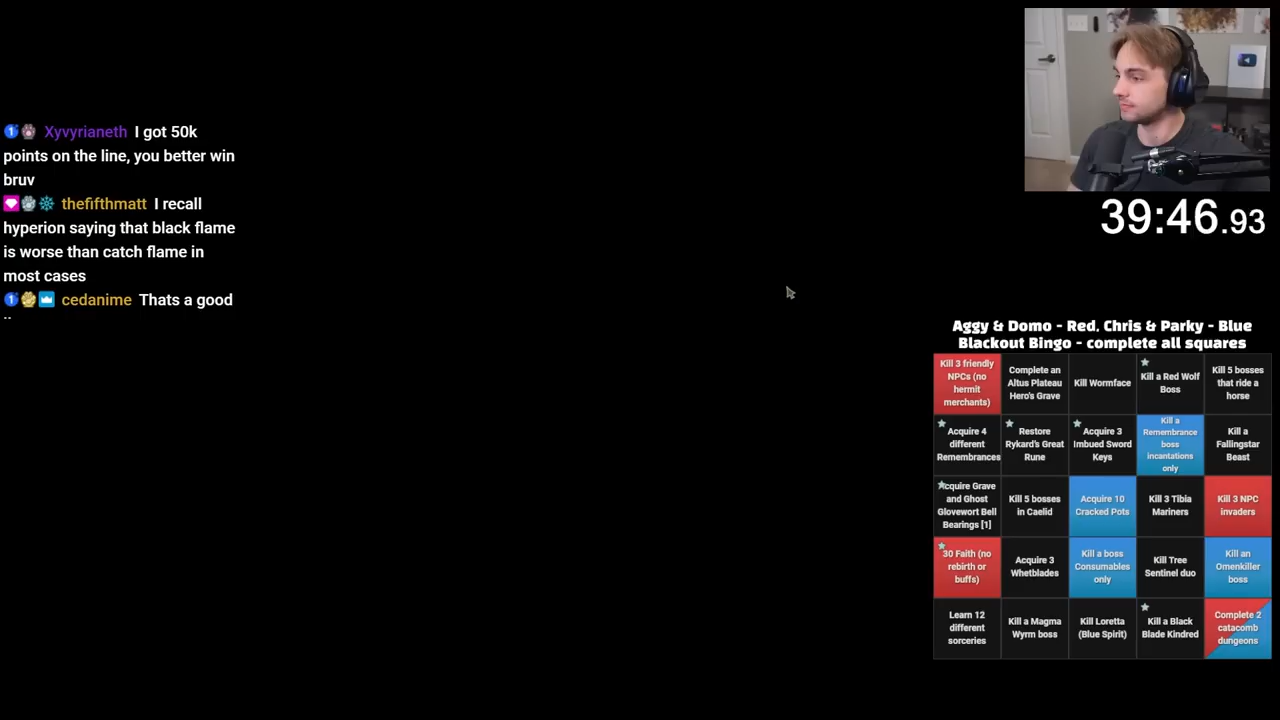 Xyvyrianeth I got 50k
points on the line, you better win
bruv
thefifthmatt I recall
hyperion saying that black flame
is worse than catch flame in
most cases
cedanime Thats a good
39:46.93
Aggy & Domo - Red. Chris & Parky - Blue
Blackout Bingo - complete all squares
Kill 3 friendly
NPCs (no
hermit
merchants)
Complete an
Altus Plateau
Hero's Grave
Kill Wormface
Kill a Red Wolf
Boss
Kill 5 bosses
that ride a
horse
Acquire 4
different
Remembrances
Restore
Rykard's Great
Rune
Acquire 3
Imbued Sword
Keys
Kill a
Remembrance
boss
incantations
only
Kill a
Fallingstar
Beast
Acquire Grave
and Ghost
Glovewort Bell
Bearings [1]
Kill 5 bosses
in Caelid
Acquire 10
Cracked Pots
Kill 3 Tibia
Mariners
Kill 3 NPC
invaders
30 Faith (no
rebirth or
buffs)
Acquire 3
Whetblades
Kill a boss
Consumables
only
Kill Tree
Sentinel duo
Kill an
Omenkiller
boss
Learn 12
different
sorceries
Kill a Magma
Wyrm boss
Kill Loretta
(Blue Spirit)
Kill a Black
Blade Kindred
Complete 2
catacomb
dungeons